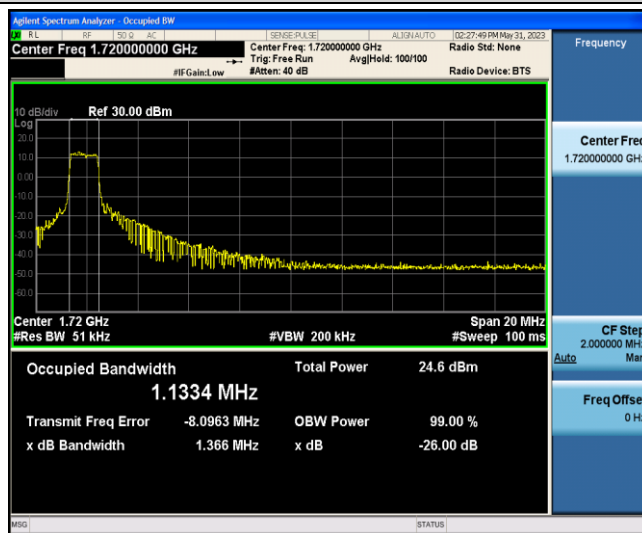 Agilent Spectrum Analyzer - Occupied BW
RL RF 50 Ω AC SENSE:PULSE ALIGN AUTO 02:27:49 PM May 31, 2023
Center Freq 1.720000000 GHz Center Freq: 1.720000000 GHz Radio Std: None Frequency
Trig: Free Run Avg|Hold: 100/100
#IFGain:Low #Atten: 40 dB Radio Device: BTS
10 dB/div Ref 30.00 dBm
Log
20.0
10.0
0.00
-10.0
-20.0
-30.0
-40.0
-50.0
-60.0
Center Freq
1.720000000 GHz
Center 1.72 GHz Span 20 MHz
#Res BW 51 kHz #VBW 200 kHz #Sweep 100 ms
CF Step
2.000000 MHz
Auto Man
Occupied Bandwidth Total Power 24.6 dBm
1.1334 MHz
Freq Offset
0 Hz
Transmit Freq Error -8.0963 MHz OBW Power 99.00 %
x dB Bandwidth 1.366 MHz x dB -26.00 dB
MSG STATUS